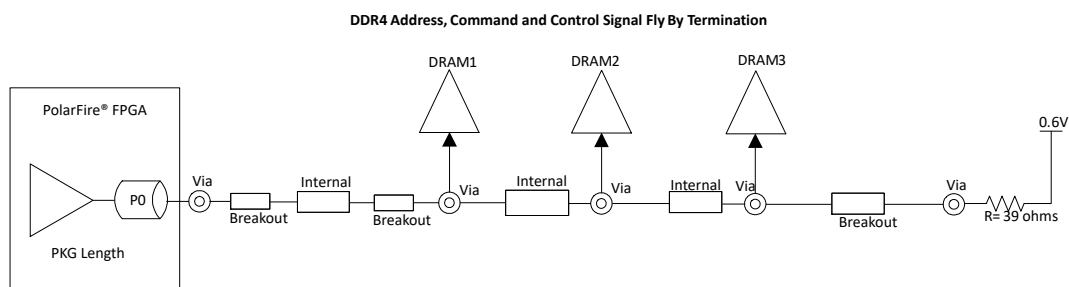 DDR4 Address, Command and Control Signal Fly By Termination
DRAM1
DRAM2
DRAM3
PolarFire® FPGA
0.6V
P0
Via
Breakout
Internal
Breakout
Via
Internal
Via
Internal
Via
Breakout
Via
R= 39 ohms
PKG Length